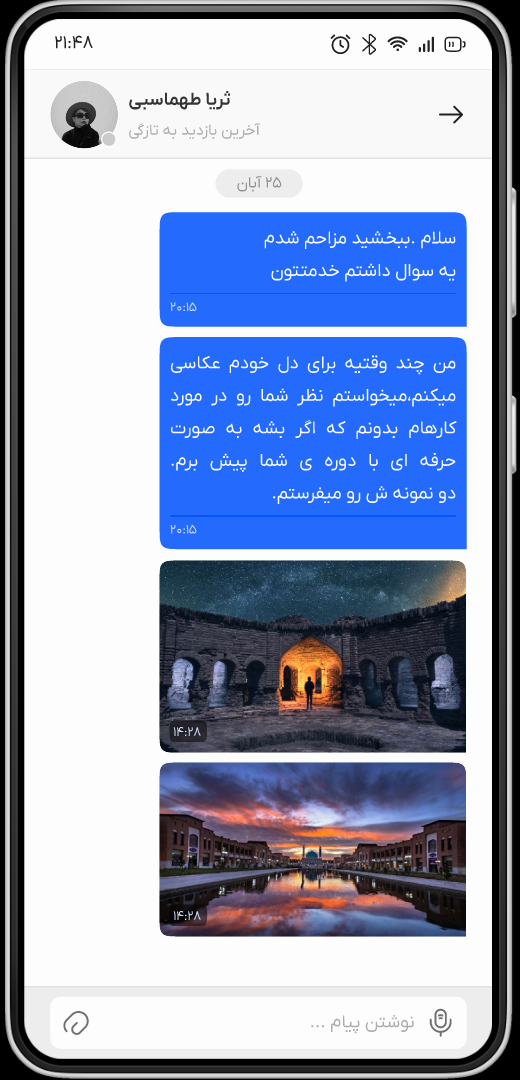 ۲۱:۴۸
ثریا طهماسبی
آخرین بازدید به تازگی
۲۵ آبان
سلام .ببخشید مزاحم شدم
یه سوال داشتم خدمتتون
۲۰:۱۵
من چند وقتیه برای دل خودم عکاسی
میکنم،میخواستم نظر شما رو در مورد
کارهام بدونم که اگر بشه به صورت
حرفه ای با دوره ی شما پیش برم.
دو نمونه ش رو میفرستم.
۲۰:۱۵
۱۴:۲۸
۱۴:۲۸
نوشتن پیام ...